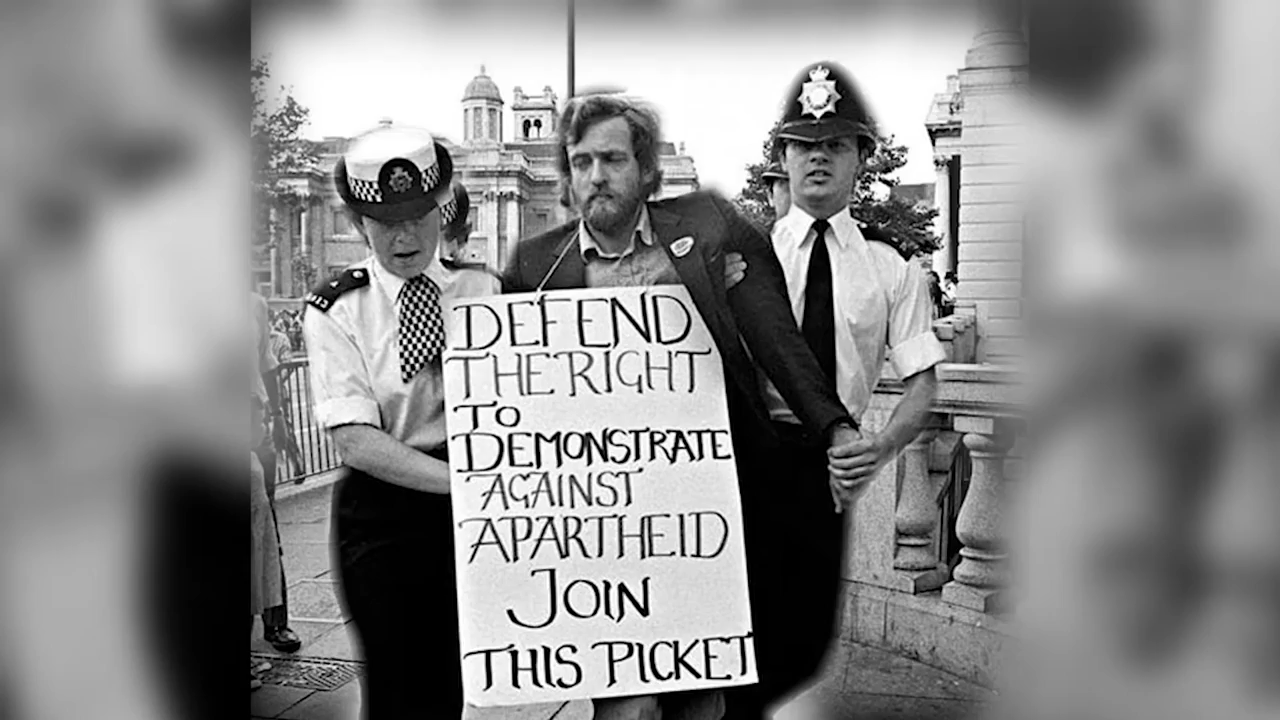 DEFEND
THE RIGHT
TO
DEMONSTRATE
AGAINST
APARTHEID
JOIN
THIS PICKET